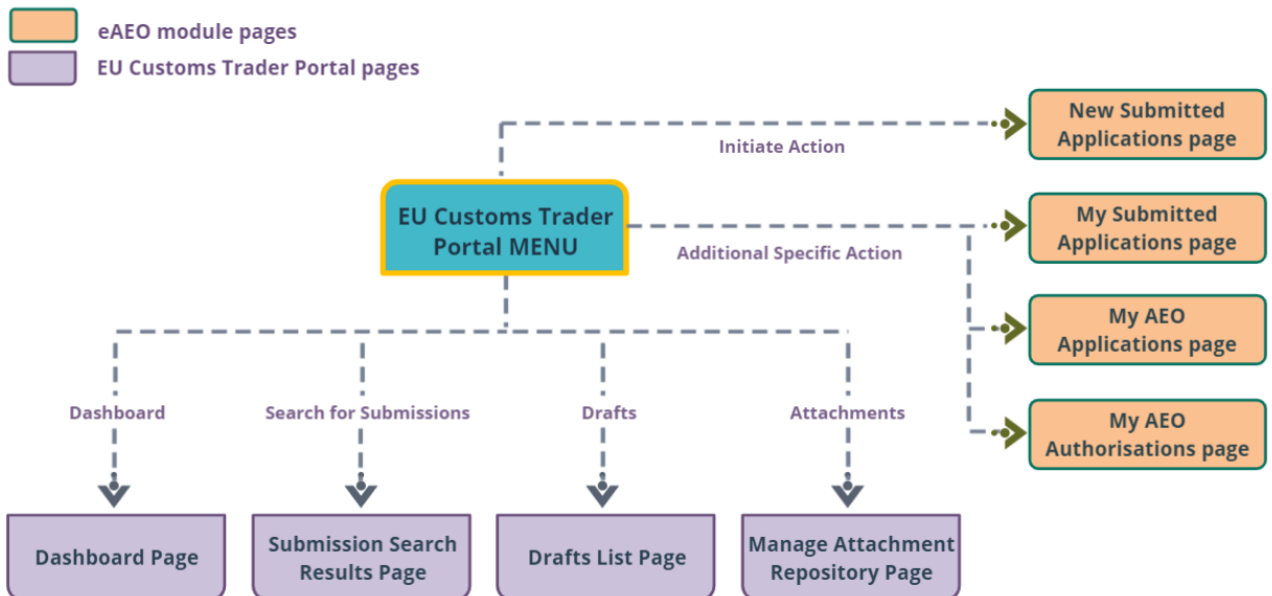 eAEO module pages
EU Customs Trader Portal pages
New Submitted
Applications page
Initiate Action
EU Customs Trader
Portal MENU
My Submitted
Applications page
Additional Specific Action
My AEO
Applications page
Dashboard
Search for Submissions
Drafts
Attachments
My AEO
Authorisations page
Dashboard Page
Submission Search
Results Page
Drafts List Page
Manage Attachment
Repository Page